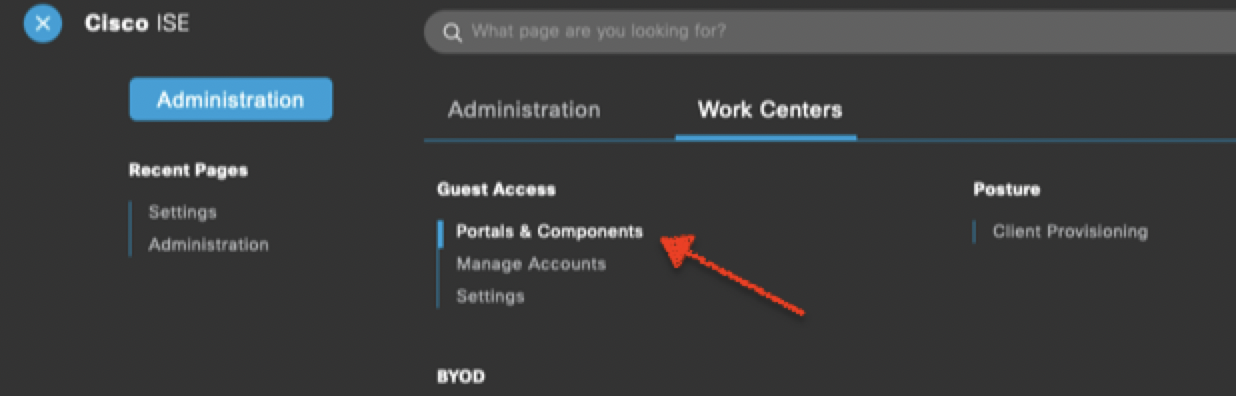 Cisco ISE
What page are you looking for?
Administration
Administration
Work Centers
Recent Pages
Settings
Administration
Guest Access
Portals & Components
Manage Accounts
Settings
Posture
Client Provisioning
BYOD